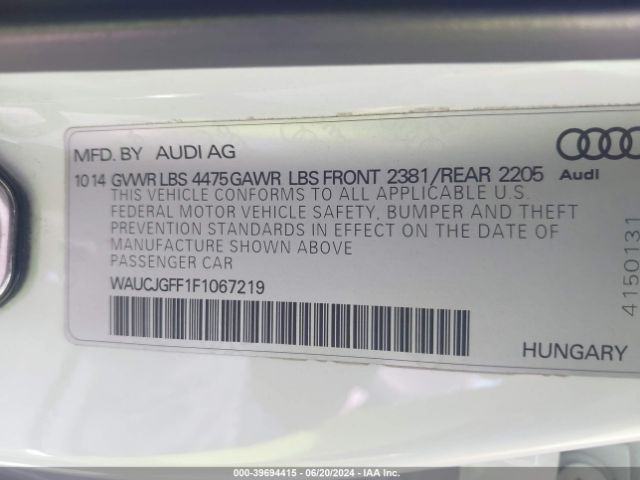 MFD. BY AUDI AG
10 14 GVWR LBS 4475 GAWR LBS FRONT 2381/REAR 2205
THIS VEHICLE CONFORMS TO ALL APPLICABLE U.S.
FEDERAL MOTOR VEHICLE SAFETY, BUMPER AND THEFT
PREVENTION STANDARDS IN EFFECT ON THE DATE OF
MANUFACTURE SHOWN ABOVE
PASSENGER CAR
WAUCJGFF1F1067219
Audi
4150131
HUNGARY
000-39694415 - 06/20/2024 - IAA Inc.